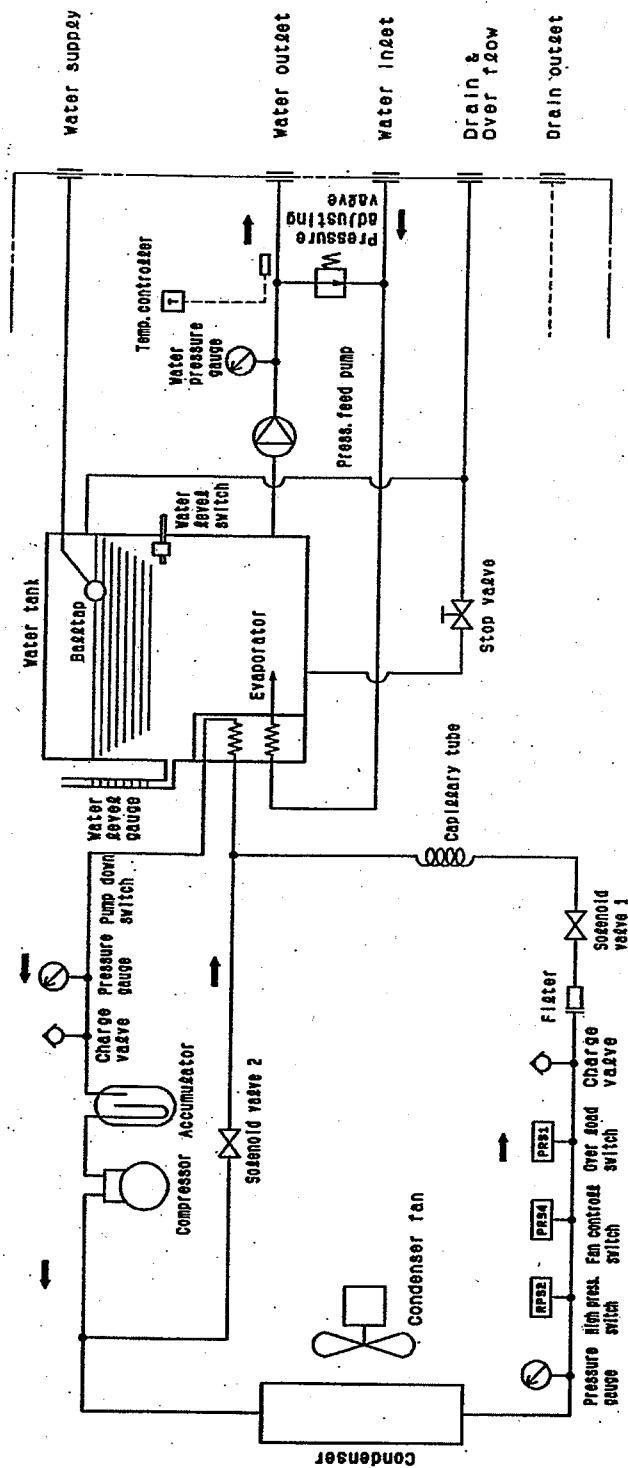 Water supply
Water outlet
Water inlet
Drain &
Over flow
Drain outlet
Temp. controller
T
Water
pressure
gauge
Pressure
adjusting
valve
Press. feed pump
Water tank
Balltap
Water
level
switch
Evaporator
Stop valve
Water
level
gauge
Capillary tube
Pump down
switch
Pressure
gauge
Charge
valve
Accumulator
Compressor
Solenoid valve 2
Solenoid
valve 1
Filter
Charge
valve
PRS1
Over load
switch
PRS4
Fan controll
switch
RPS2
High press.
switch
Pressure
gauge
Condenser fan
Condenser